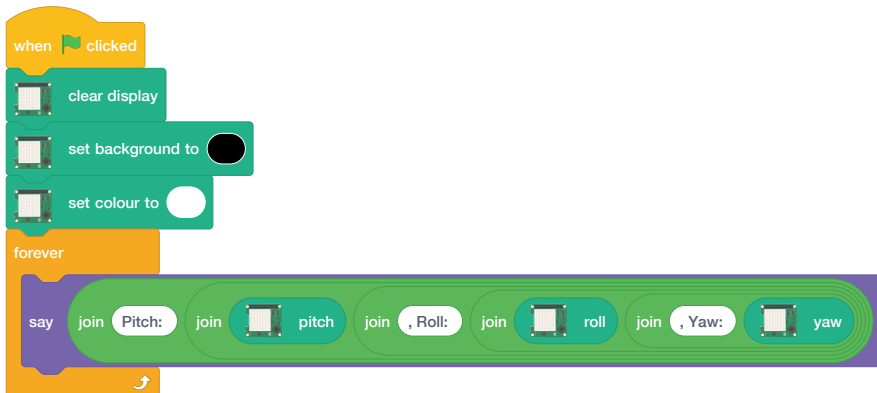 when clicked
clear display
set background to
set colour to
forever
say join Pitch: join pitch join , Roll: join roll join , Yaw: yaw